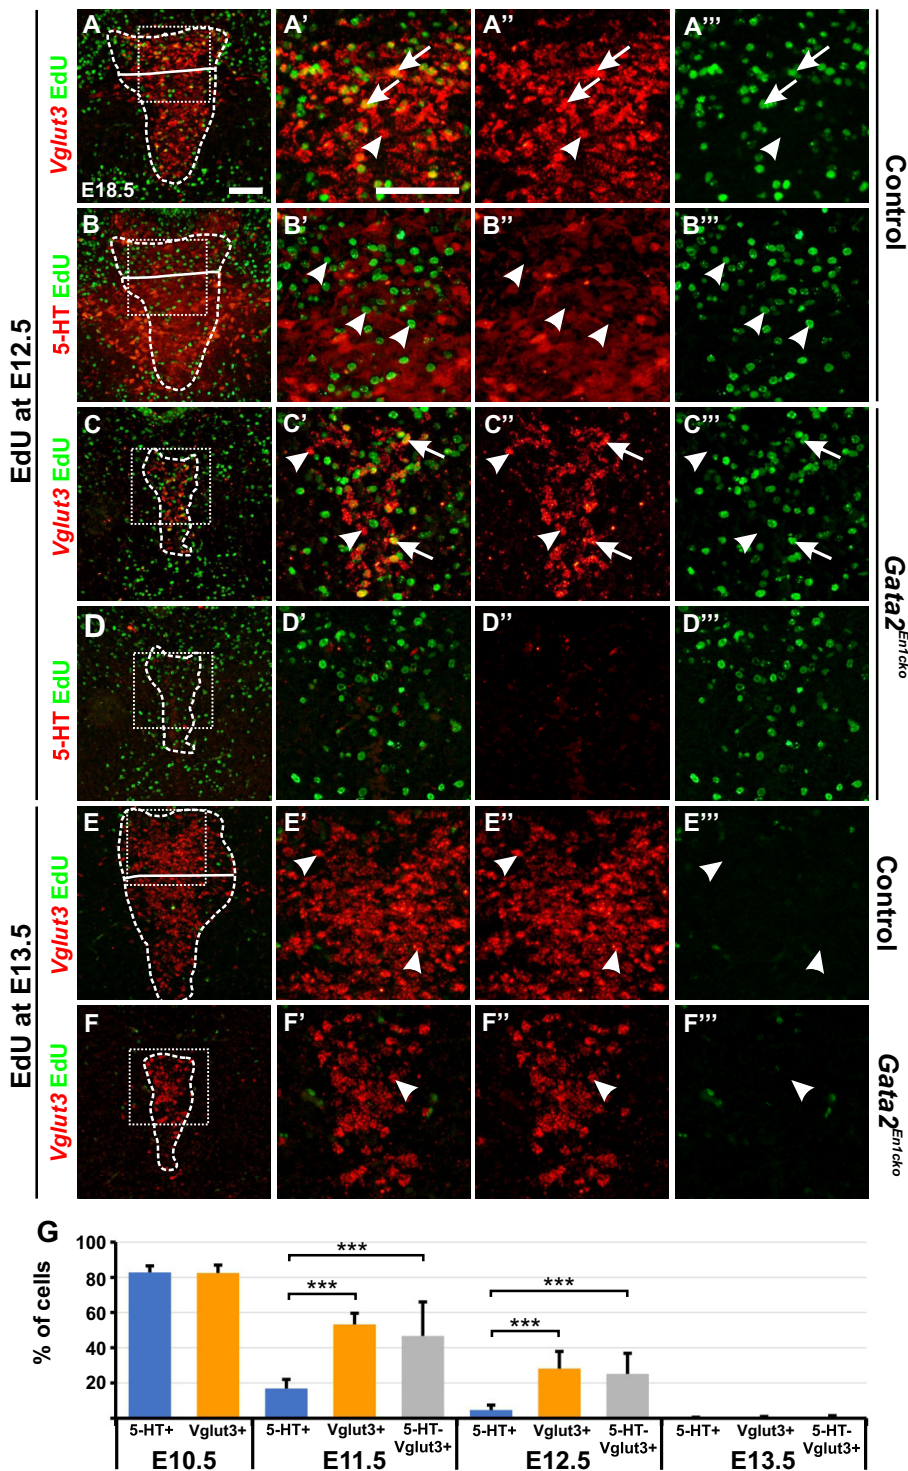 EdU at E12.5
EdU at E13.5
Control
Gata2En1cko
Control
Gata2En1cko
Vglut3 EdU
A
E18.5
A’
A’’
A’’’
5-HT EdU
B
B’
B’’
B’’’
Vglut3 EdU
C
C’
C’’
C’’’
5-HT EdU
D
D’
D’’
D’’’
Vglut3 EdU
E
E’
E’’
E’’’
Vglut3 EdU
F
F’
F’’
F’’’
G
% of cells
100
80
60
40
20
***
***
***
***
5-HT+ Vglut3+ 5-HT+ Vglut3+ 5-HT- 5-HT+ Vglut3+ 5-HT- 5-HT+ Vglut3+ 5-HT-
Vglut3+ Vglut3+ Vglut3+
E10.5 E11.5 E12.5 E13.5